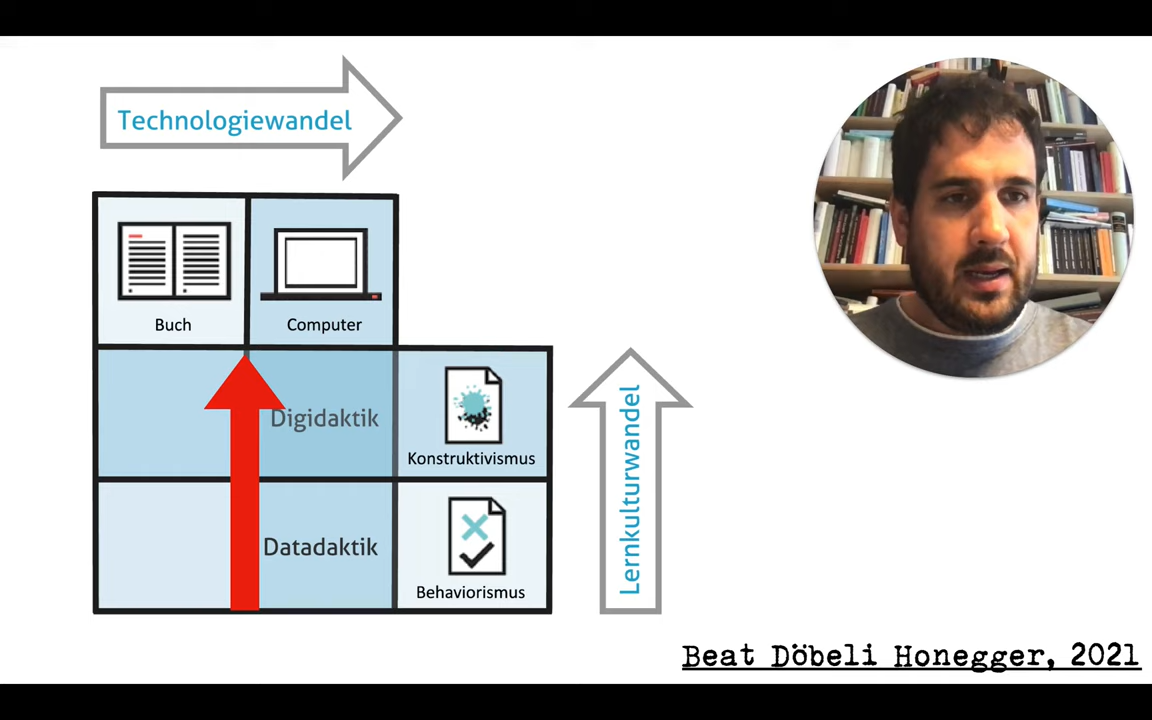 Technologiewandel
Buch
Computer
Digidaktik
Konstruktivismus
Lernkulturwandel
Datadaktik
Behaviorismus
Beat Döbeli Honegger, 2021